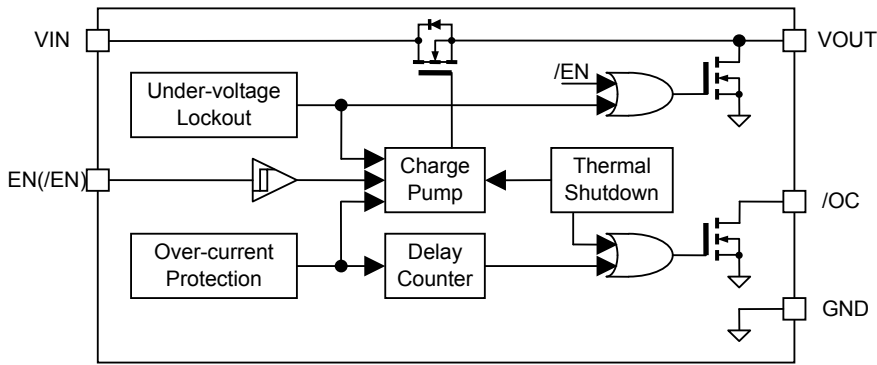 VIN
VOUT
/EN
Under-voltage
Lockout
EN(/EN)
Charge
Pump
Thermal
Shutdown
/OC
Over-current
Protection
Delay
Counter
GND